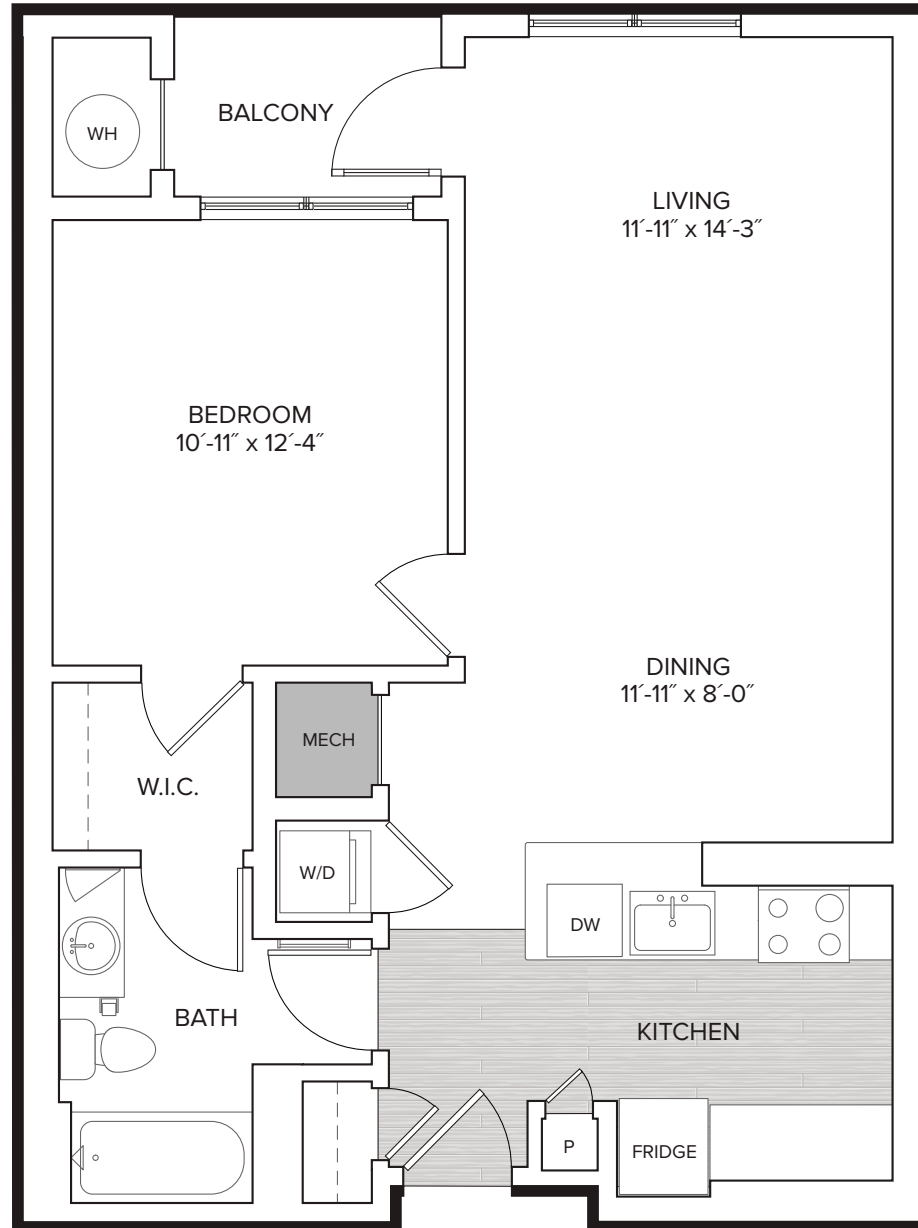 BALCONY
WH
LIVING
11´-11˝ x 14´-3˝
BEDROOM
10´-11˝ x 12´-4˝
DINING
11´-11˝ x 8´-0˝
MECH
W.I.C.
W/D
DW
BATH
KITCHEN
P
FRIDGE